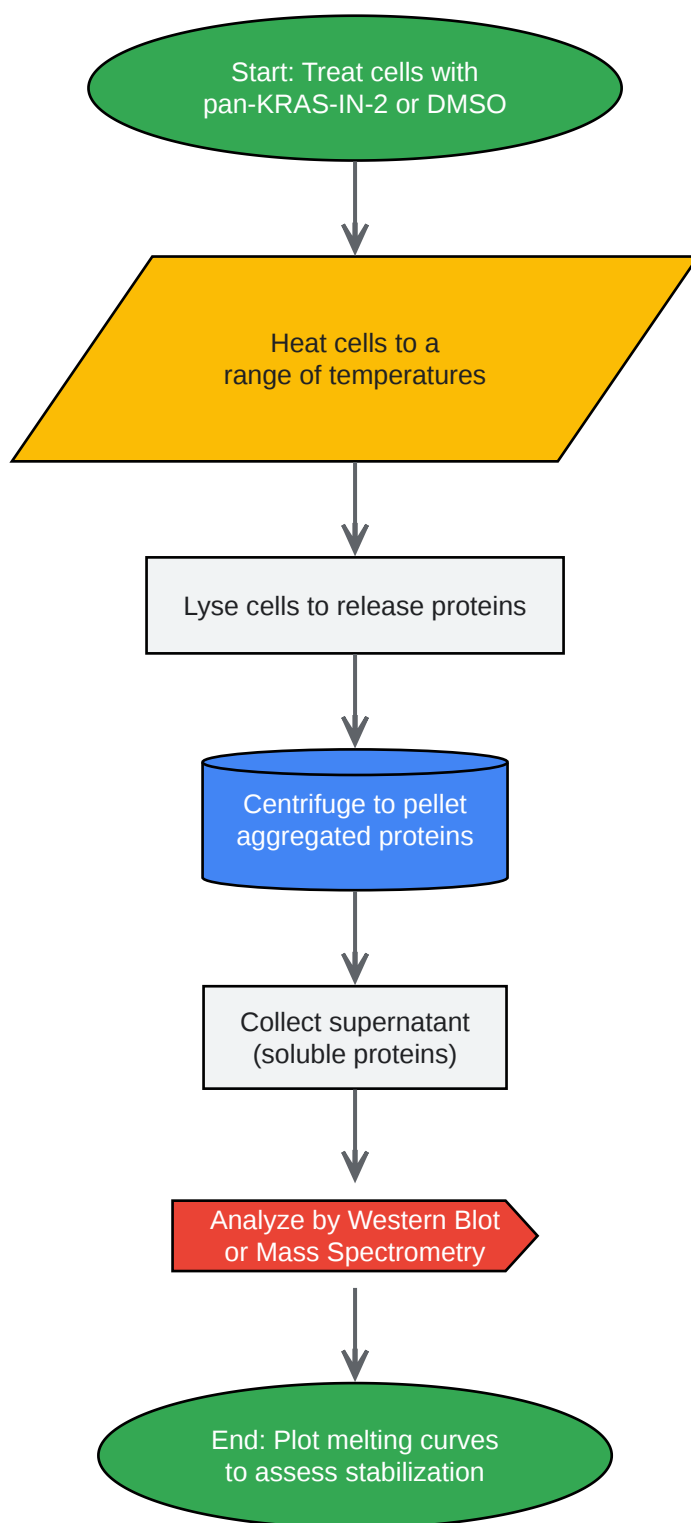 Start: Treat cells with
pan-KRAS-IN-2 or DMSO
Heat cells to a
range of temperatures
Lyse cells to release proteins
Centrifuge to pellet
aggregated proteins
Collect supernatant
(soluble proteins)
Analyze by Western Blot
or Mass Spectrometry
End: Plot melting curves
to assess stabilization